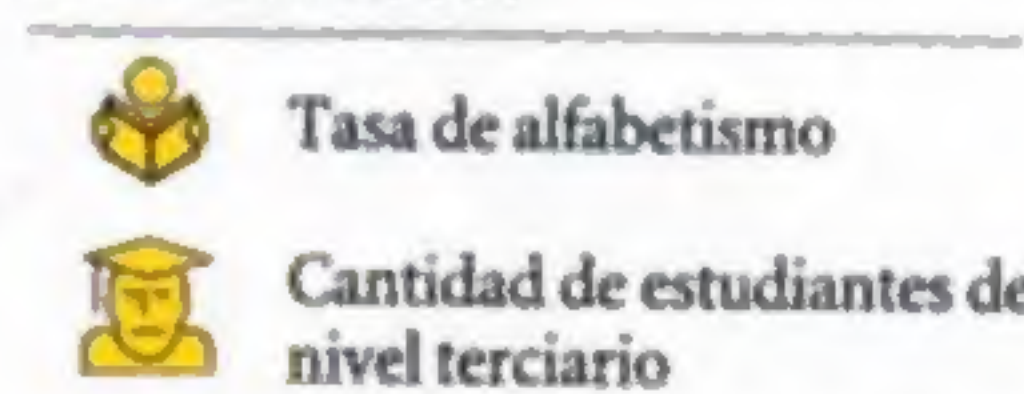 Tasa de alfabetismo
Cantidad de estudiantes de
nivel terciario